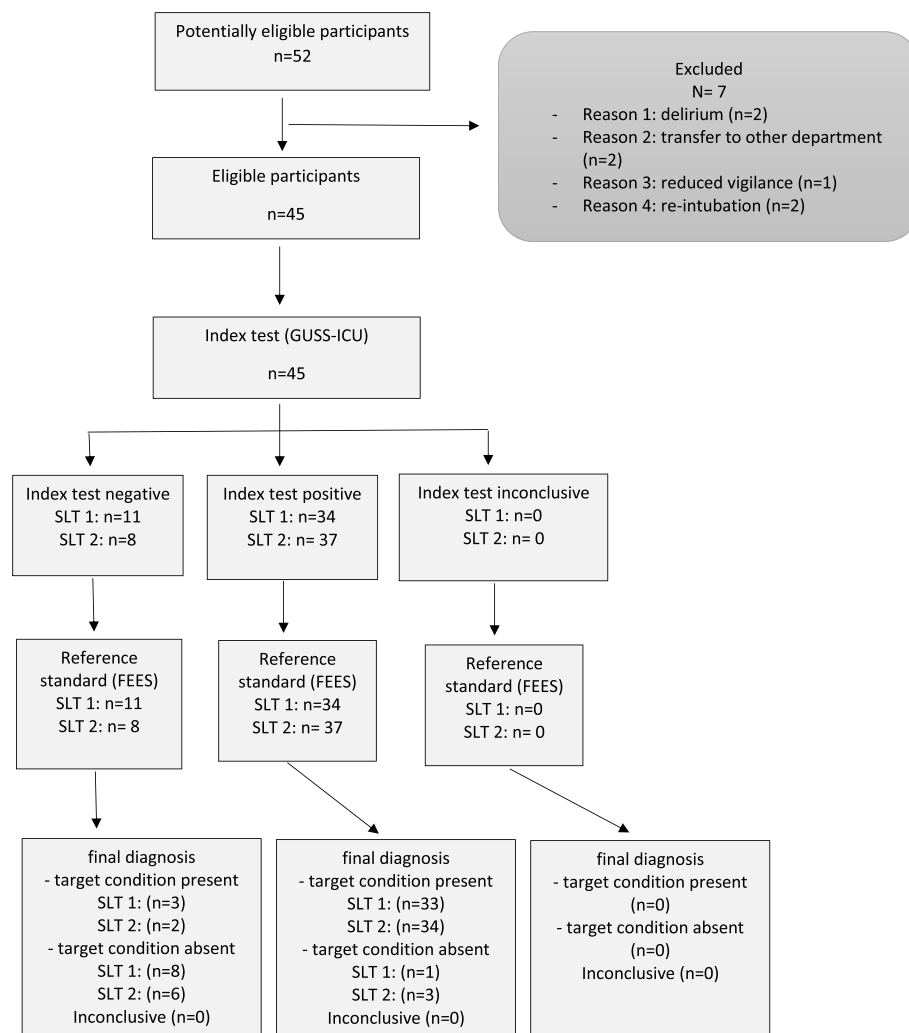 Potentially eligible participants
n=52
Excluded
N= 7
- Reason 1: delirium (n=2)
- Reason 2: transfer to other department
(n=2)
- Reason 3: reduced vigilance (n=1)
- Reason 4: re-intubation (n=2)
Eligible participants
n=45
Index test (GUSS-ICU)
n=45
Index test negative
SLT 1: n=11
SLT 2: n=8
Index test positive
SLT 1: n=34
SLT 2: n= 37
Index test inconclusive
SLT 1: n=0
SLT 2: n= 0
Reference
standard (FEES)
SLT 1: n=11
SLT 2: n= 8
Reference
standard (FEES)
SLT 1: n=34
SLT 2: n= 37
Reference
standard (FEES)
SLT 1: n=0
SLT 2: n= 0
final diagnosis
- target condition present
SLT 1: (n=3)
SLT 2: (n=2)
- target condition absent
SLT 1: (n=8)
SLT 2: (n=6)
Inconclusive (n=0)
final diagnosis
- target condition present
SLT 1: (n=33)
SLT 2: (n=34)
- target condition absent
SLT 1: (n=1)
SLT 2: (n=3)
Inconclusive (n=0)
final diagnosis
- target condition present
(n=0)
- target condition absent
(n=0)
Inconclusive (n=0)